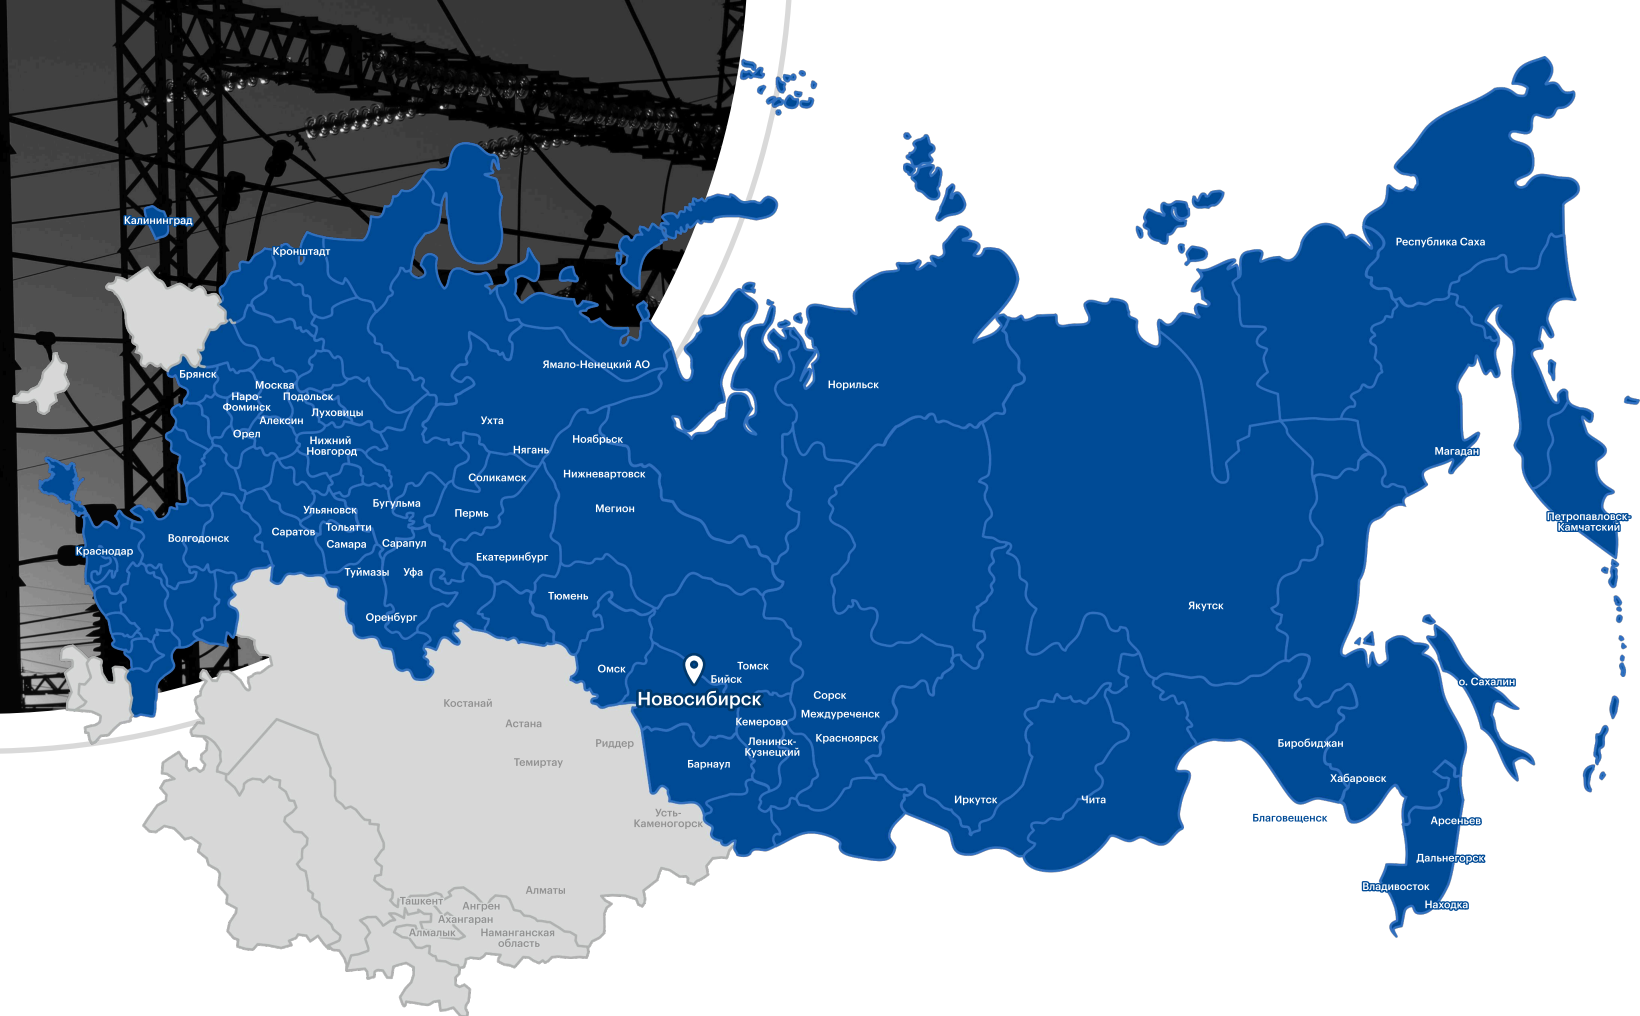 Калининград
Кронштадт
Республика Саха
Ямало-Ненецкий АО
Брянск
Москва
Наро-
Фоминск
Подольск
Норильск
Луховицы
Алексин
Ухта
Орел
Нижний
Новгород
Ноябрьск
Нягань
Магадан
Соликамск
Нижневартовск
Бугульма
Ульяновск
Мегион
Пермь
Петропавловск-
Камчатский
Тольятти
Саратов
Волгодонск
Самара
Сарапул
Краснодар
Екатеринбург
Туймазы
Уфа
Тюмень
Якутск
Оренбург
Омск
Томск
Бийск
о. Сахалин
Новосибирск
Сорск
Костанай
Междуреченск
Астана
Кемерово
Риддер
Ленинск-
Кузнецкий
Красноярск
Биробиджан
Темиртау
Барнаул
Хабаровск
Иркутск
Чита
Усть-
Каменогорск
Благовещенск
Арсеньев
Дальнегорск
Владивосток
Алматы
Ташкент
Ангрен
Находка
Ахангаран
Алмалык
Наманганская
область